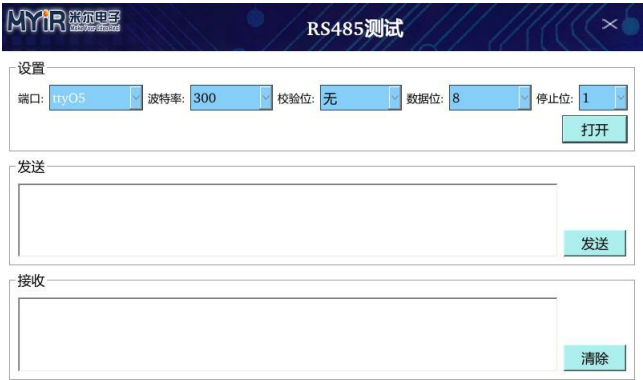 MYiR 米尔电子
Make Your Idea Real
RS485测试
设置
端口: ttyO5 波特率: 300 校验位: 无 数据位: 8 停止位: 1
打开
发送
发送
接收
清除